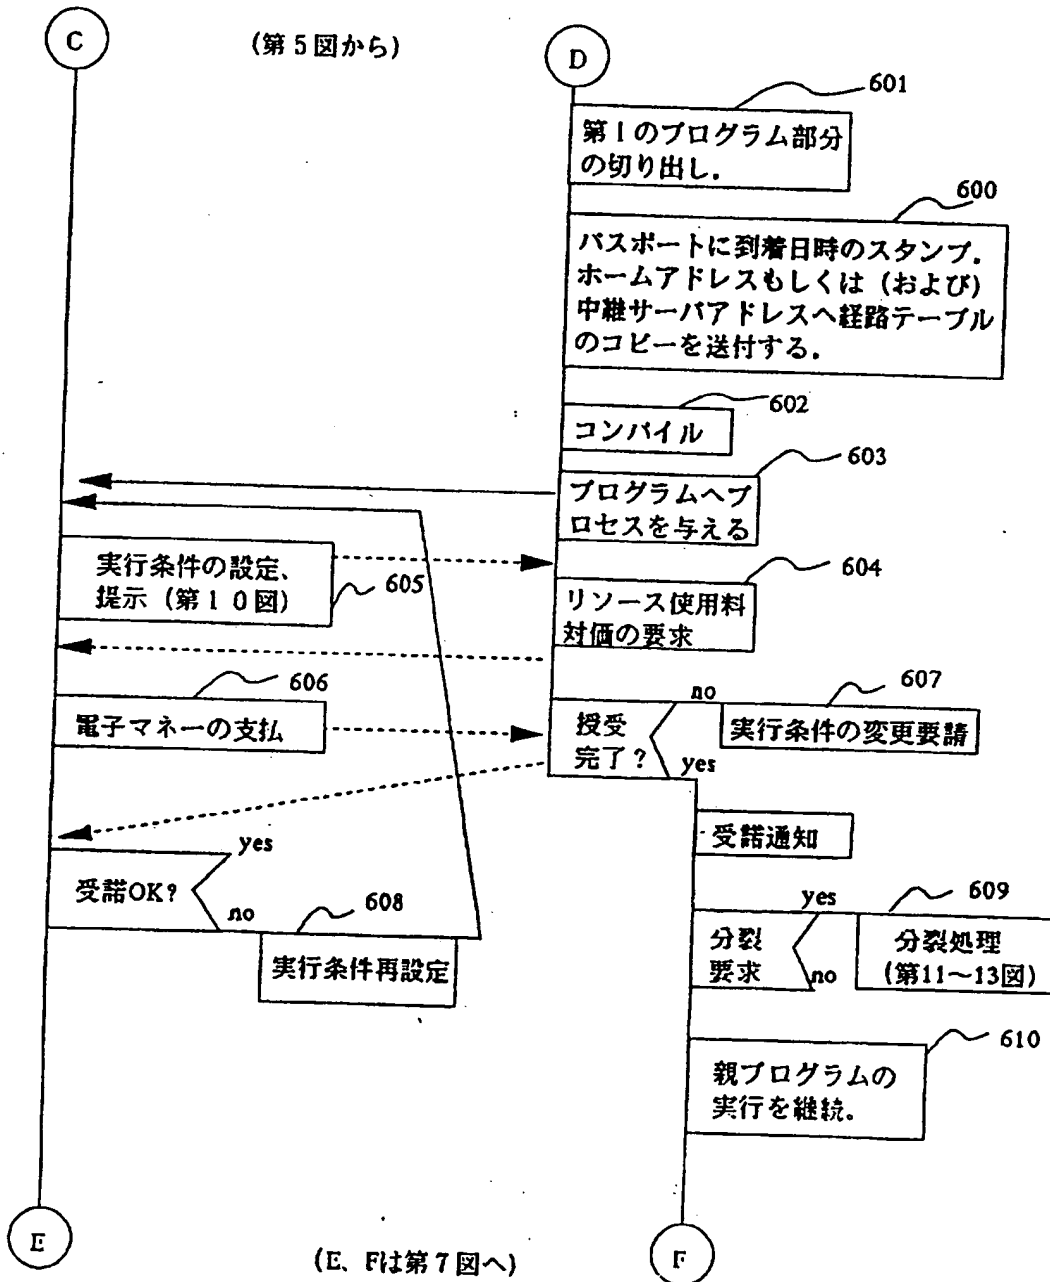 C
(第5図から)
D
601
第1のプログラム部分
の切り出し.
600
パスポートに到着日時のスタンプ.
ホームアドレスもしくは (および)
中継サーバアドレスへ経路テーブル
のコピーを送付する.
602
コンパイル
603
プログラムへプ
ロセスを与える
実行条件の設定、
提示 (第10図)
605
604
リソース使用料
対価の要求
606
電子マネーの支払
授受
完了?
no
yes
607
実行条件の変更要請
受諾通知
受諾OK?
yes
no
608
実行条件再設定
分裂
要求
yes
no
609
分裂処理
(第11~13図)
610
親プログラムの
実行を継続。
E
(E、Fは第7図へ)
F